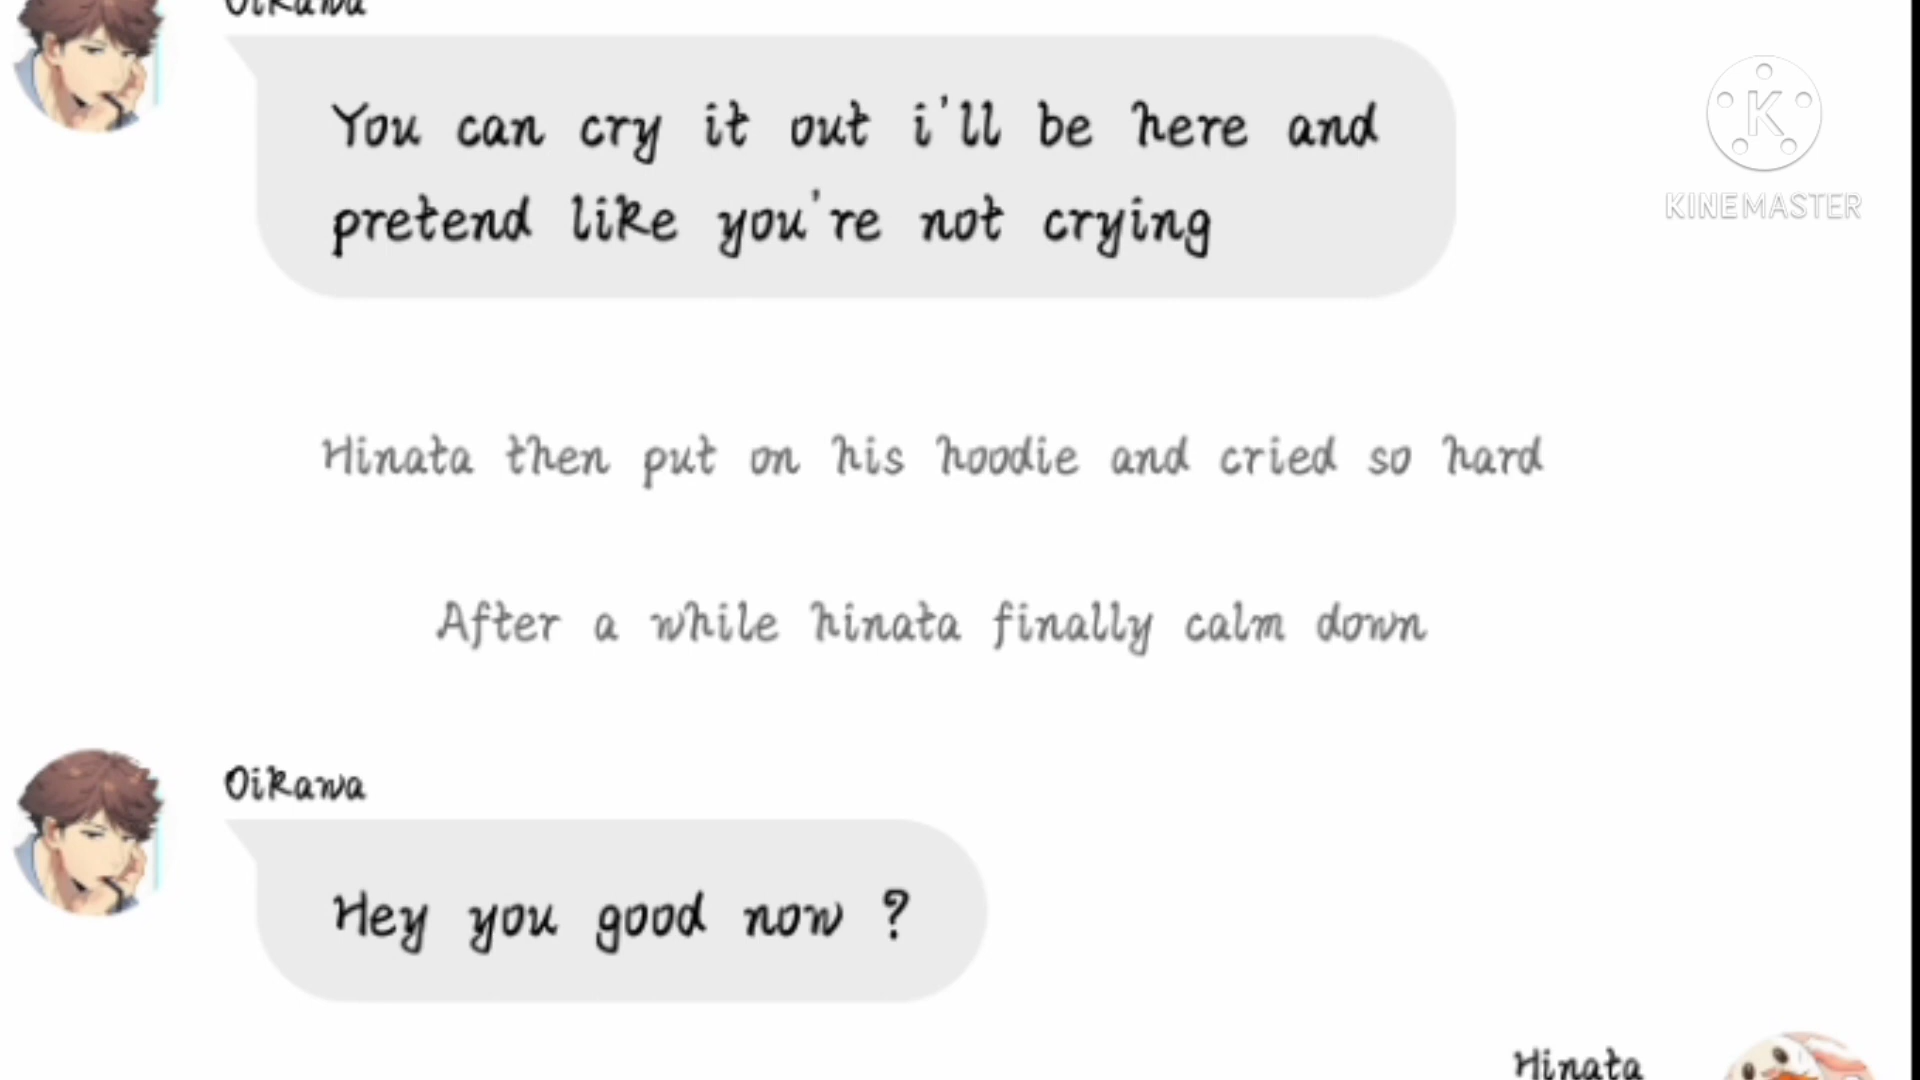 Oikawa
You can cry it out i'll be here and
pretend like you're not crying
K
KINEMASTER
Hinata then put on his hoodie and cried so hard
After a while hinata finally calm down
Oikawa
Hey you good now ?
Hinata